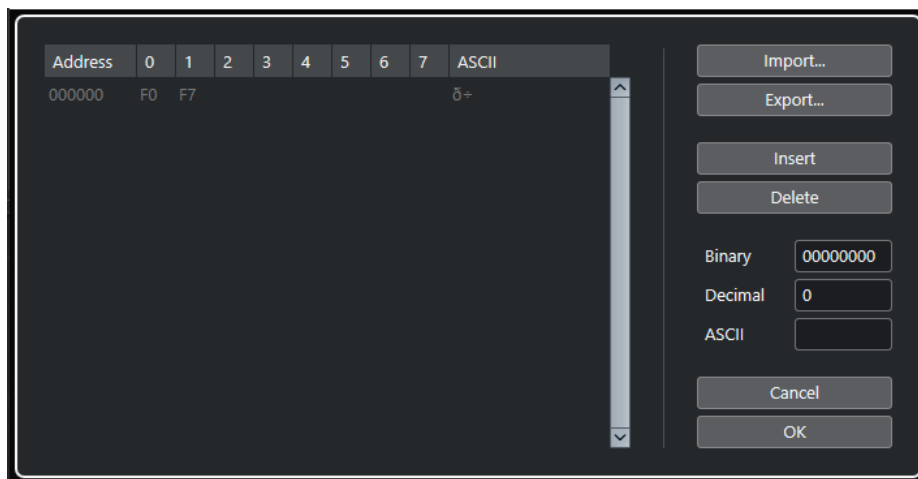 Address 0 1 2 3 4 5 6 7 ASCII
000000 F0 F7 ð÷
Import...
Export...
Insert
Delete
Binary 00000000
Decimal 0
ASCII
Cancel
OK